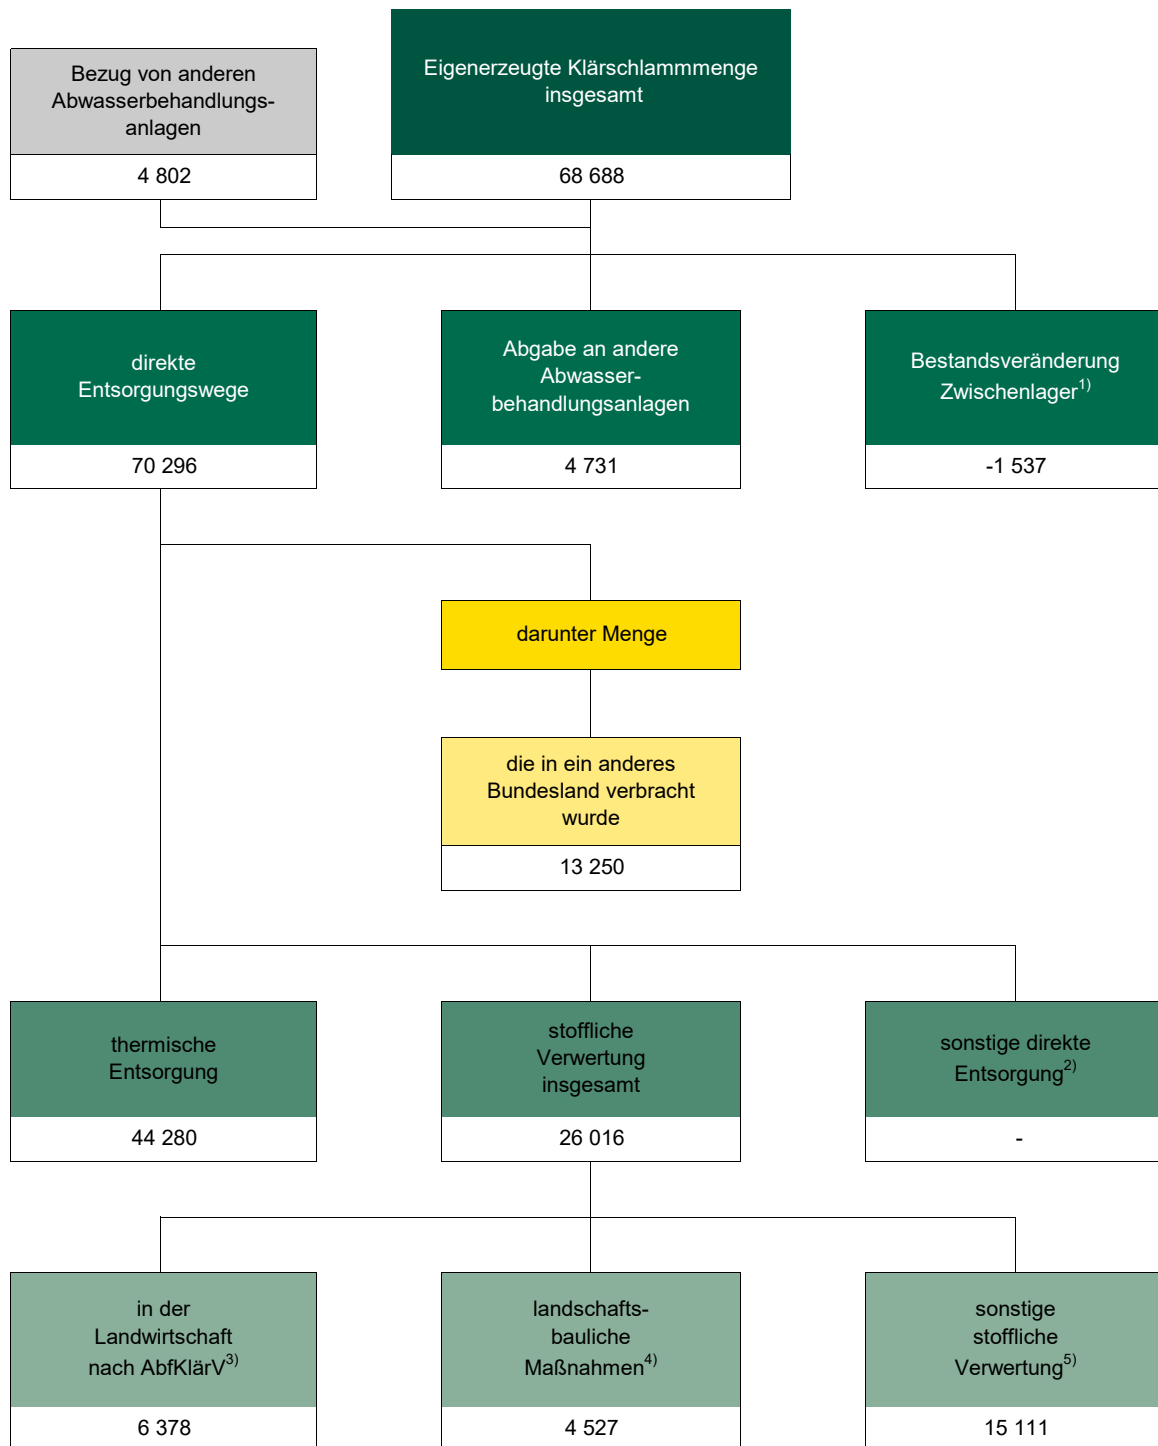 Bezug von anderen
Abwasserbehandlungs-
anlagen
4 802
Eigenerzeugte Klärschlammmenge
insgesamt
68 688
direkte
Entsorgungswege
70 296
Abgabe an andere
Abwasser-
behandlungsanlagen
4 731
Bestandsveränderung
Zwischenlager1)
-1 537
darunter Menge
die in ein anderes
Bundesland verbracht
wurde
13 250
thermische
Entsorgung
44 280
stoffliche
Verwertung
insgesamt
26 016
sonstige direkte
Entsorgung2)
-
in der
Landwirtschaft
nach AbfKlärV3)
6 378
landschafts-
bauliche
Maßnahmen4)
4 527
sonstige
stoffliche
Verwertung5)
15 111